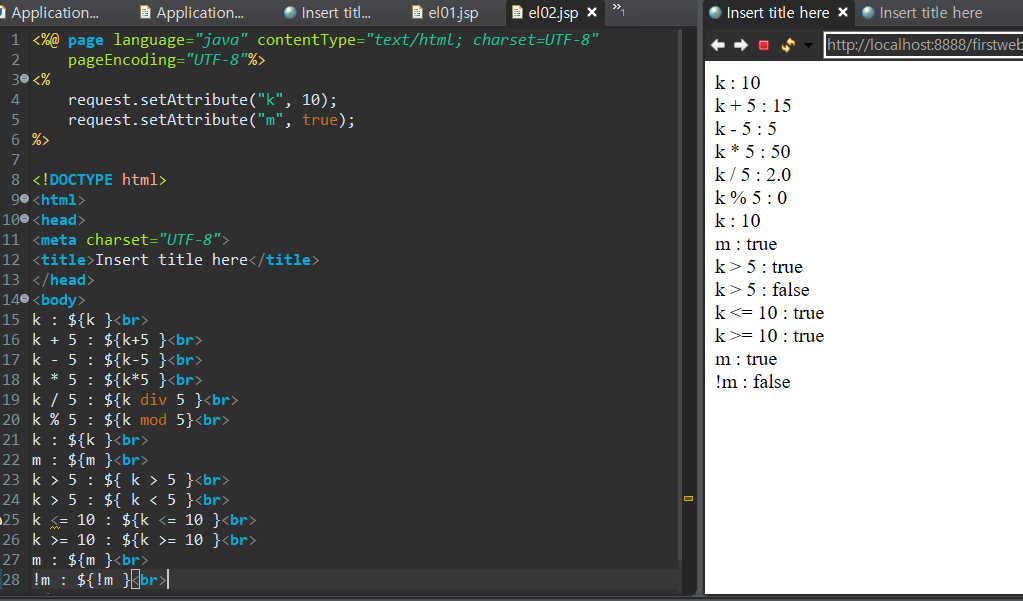 Application... Application... Insert titl... el01.jsp el02.jsp
1 <%@ page language="java" contentType="text/html; charset=UTF-8"
2 pageEncoding="UTF-8"%>
3 <%
4 request.setAttribute("k", 10);
5 request.setAttribute("m", true);
6 %>
7
8 <!DOCTYPE html>
9 <html>
10 <head>
11 <meta charset="UTF-8">
12 <title>Insert title here</title>
13 </head>
14 <body>
15 k : ${k }<br>
16 k + 5 : ${k+5 }<br>
17 k - 5 : ${k-5 }<br>
18 k * 5 : ${k*5 }<br>
19 k / 5 : ${k div 5 }<br>
20 k % 5 : ${k mod 5}<br>
21 k : ${k }<br>
22 m : ${m }<br>
23 k > 5 : ${ k > 5 }<br>
24 k > 5 : ${ k < 5 }<br>
25 k <= 10 : ${k <= 10 }<br>
26 k >= 10 : ${k >= 10 }<br>
27 m : ${m }<br>
28 !m : ${!m }<br>
Insert title here Insert title here
http://localhost:8888/firstweb
k : 10
k + 5 : 15
k - 5 : 5
k * 5 : 50
k / 5 : 2.0
k % 5 : 0
k : 10
m : true
k > 5 : true
k > 5 : false
k <= 10 : true
k >= 10 : true
m : true
!m : false